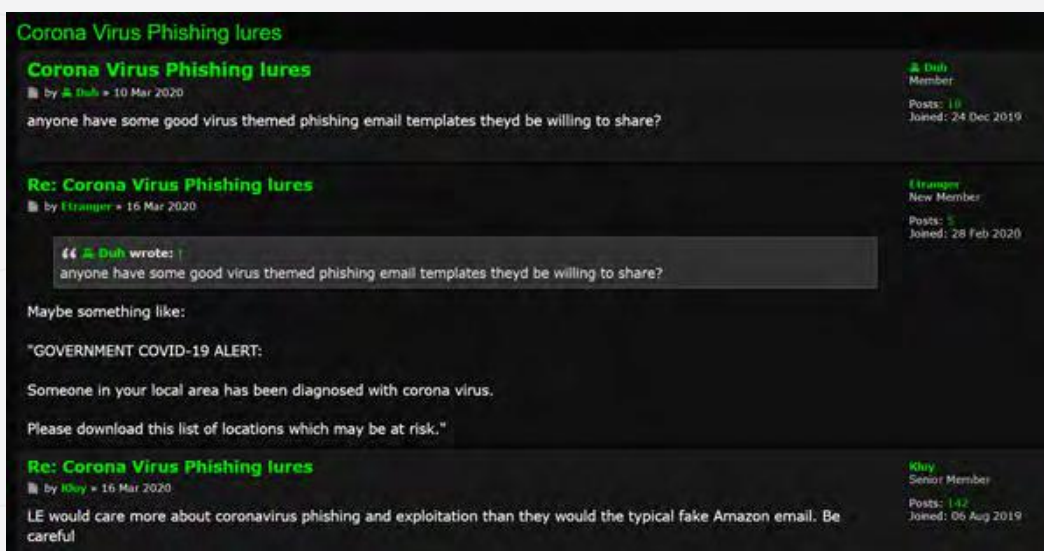 Corona Virus Phishing lures
Corona Virus Phishing lures
by Duh » 10 Mar 2020
anyone have some good virus themed phishing email templates theyd be willing to share?
Duh
Member
Posts: 10
Joined: 24 Dec 2019
Re: Corona Virus Phishing lures
by Etranger » 16 Mar 2020
Duh wrote: ↑
anyone have some good virus themed phishing email templates theyd be willing to share?
Maybe something like:
"GOVERNMENT COVID-19 ALERT:
Someone in your local area has been diagnosed with corona virus.
Please download this list of locations which may be at risk."
Etranger
New Member
Posts: 5
Joined: 28 Feb 2020
Re: Corona Virus Phishing lures
by Kluy » 16 Mar 2020
LE would care more about coronavirus phishing and exploitation than they would the typical fake Amazon email. Be
careful
Kluy
Senior Member
Posts: 142
Joined: 06 Aug 2019